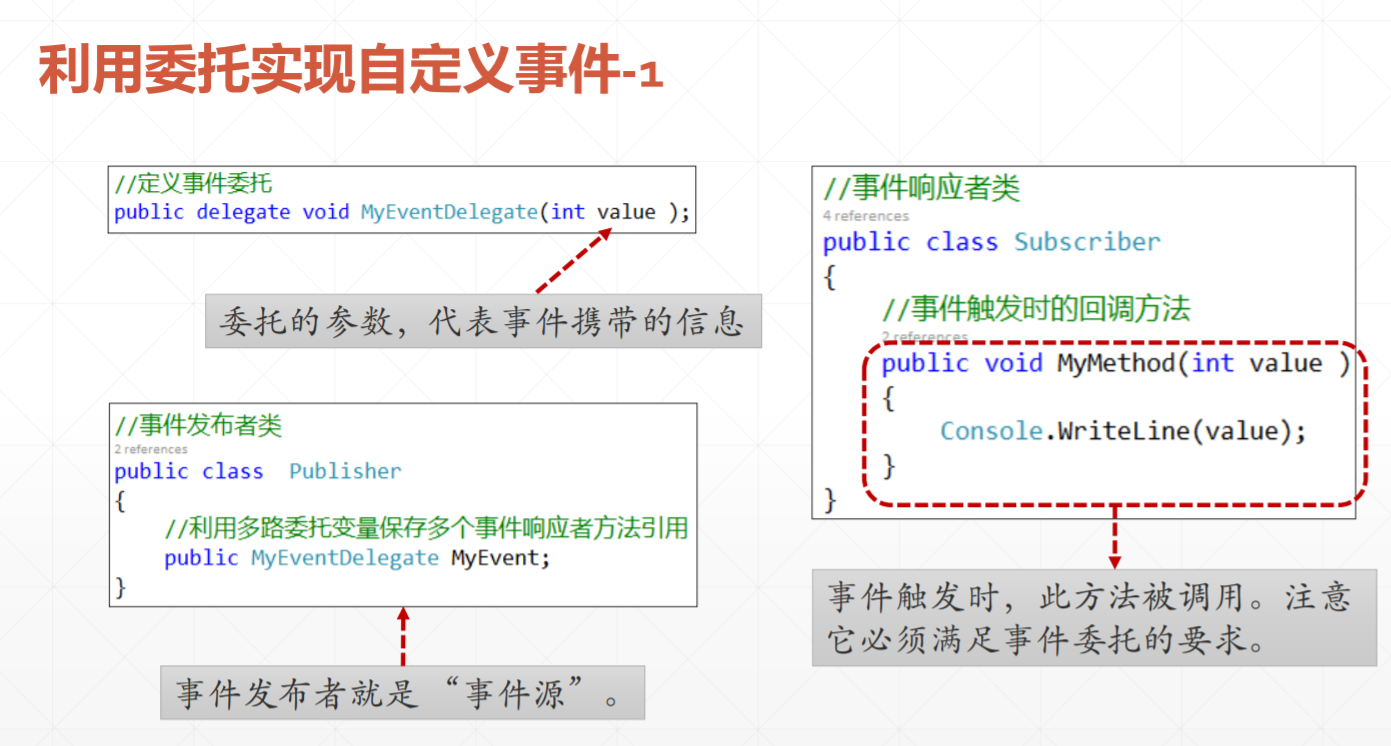 利用委托实现自定义事件-1
//定义事件委托
public delegate void MyEventDelegate(int value );
委托的参数，代表事件携带的信息
//事件发布者类
2 references
public class  Publisher
{
//利用多路委托变量保存多个事件响应者方法引用
public MyEventDelegate MyEvent;
}
事件发布者就是“事件源”。
//事件响应者类
4 references
public class Subscriber
{
//事件触发时的回调方法
2 references
public void MyMethod(int value )
{
Console.WriteLine(value);
}
}
事件触发时，此方法被调用。注意
它必须满足事件委托的要求。